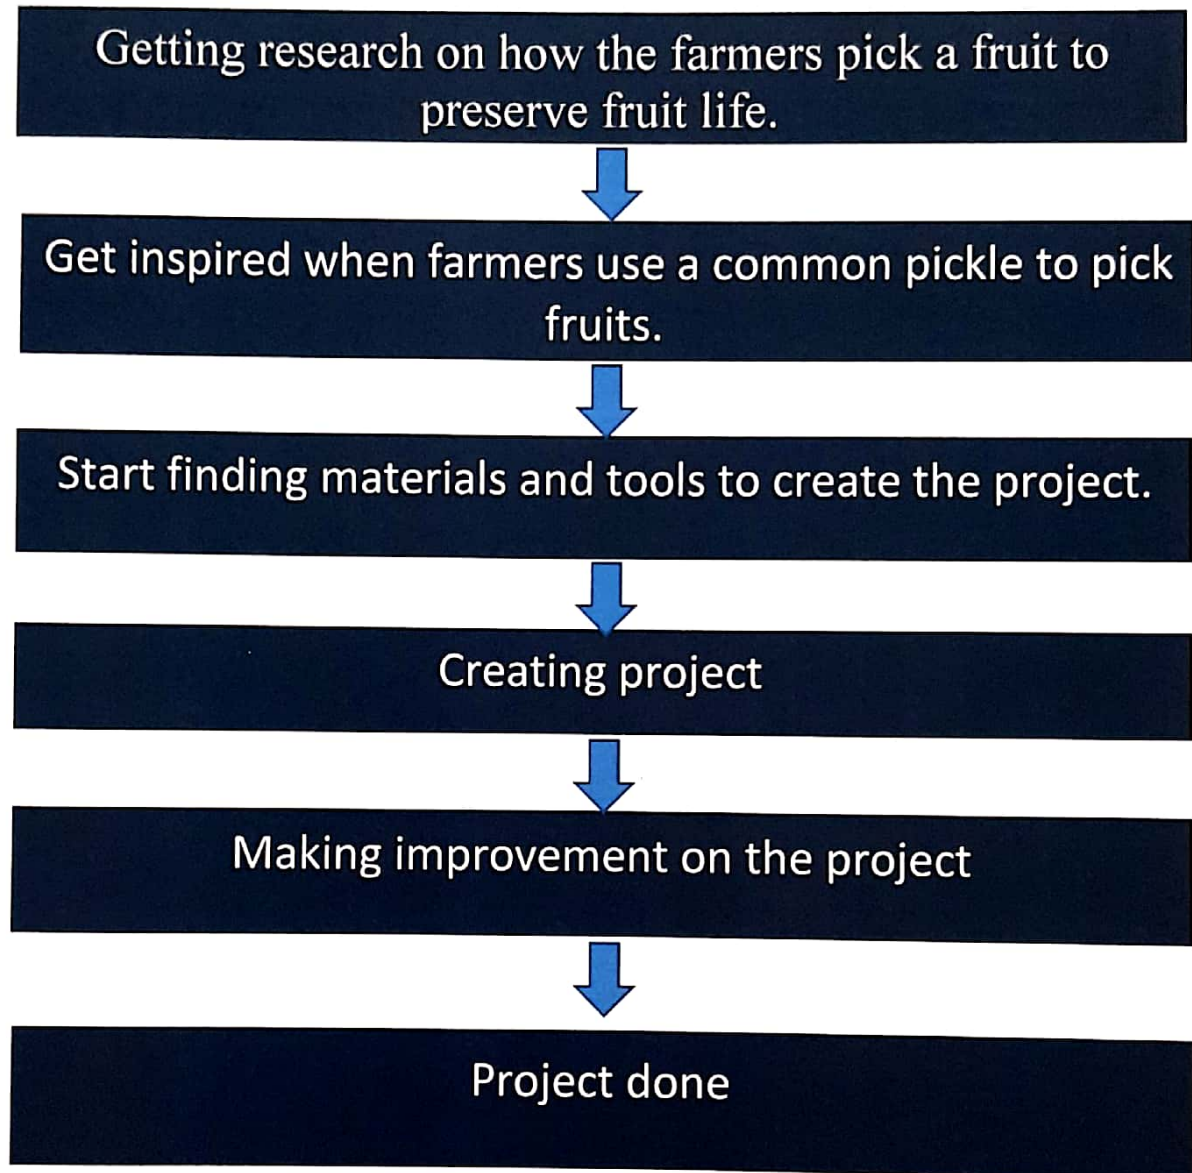 Getting research on how the farmers pick a fruit to
preserve fruit life.
Get inspired when farmers use a common pickle to pick
fruits.
Start finding materials and tools to create the project.
Creating project
Making improvement on the project
Project done